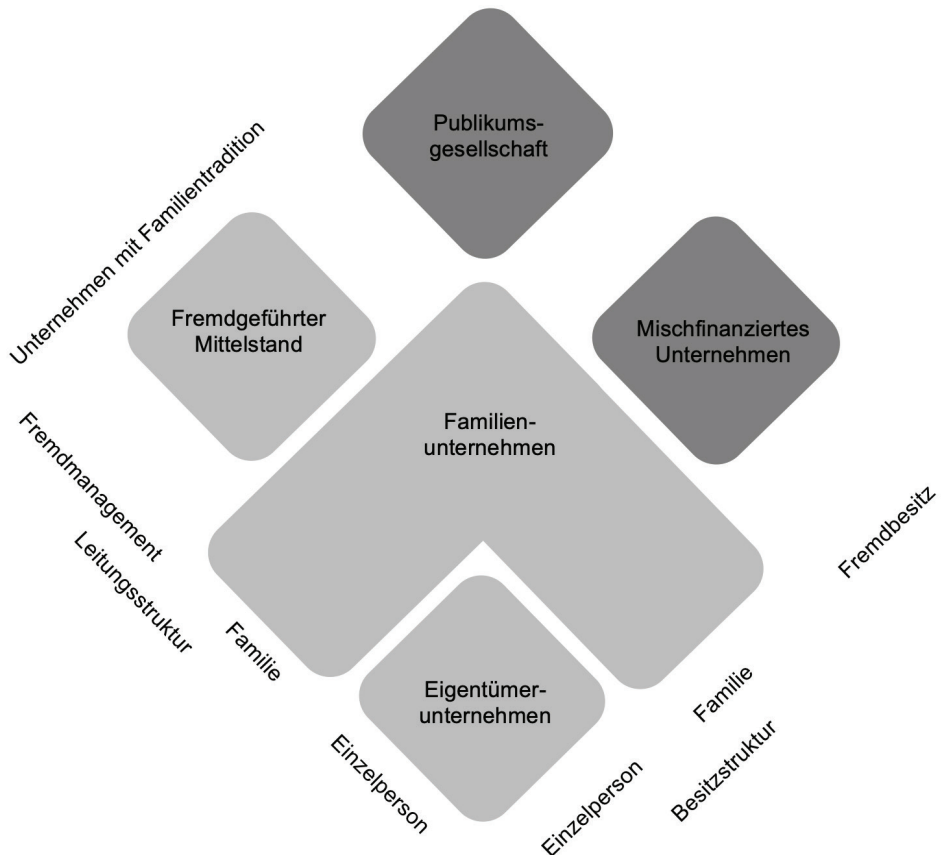 Publikums-
gesellschaft
Unternehmen mit Familientradition
Fremdgeführter
Mittelstand
Mischfinanziertes
Unternehmen
Familien-
unternehmen
Fremdmanagement
Leitungsstruktur
Familie
Einzelperson
Eigentümer-
unternehmen
Fremdbesitz
Familie
Besitzstruktur
Einzelperson